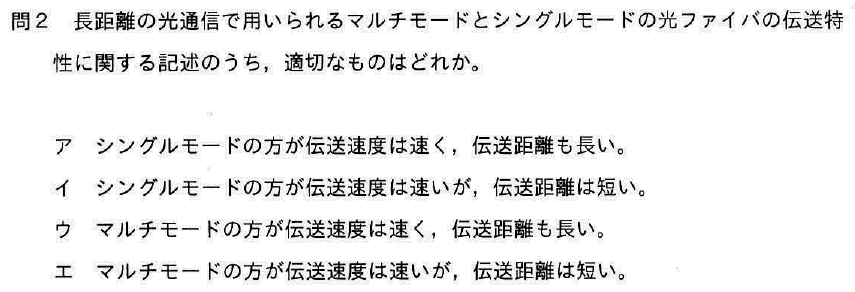 問2　長距離の光通信で用いられるマルチモードとシングルモードの光ファイバの伝送特
性に関する記述のうち，適切なものはどれか。
ア　シングルモードの方が伝送速度は速く，伝送距離も長い。
イ　シングルモードの方が伝送速度は速いが，伝送距離は短い。
ウ　マルチモードの方が伝送速度は速く，伝送距離も長い。
エ　マルチモードの方が伝送速度は速いが，伝送距離は短い。